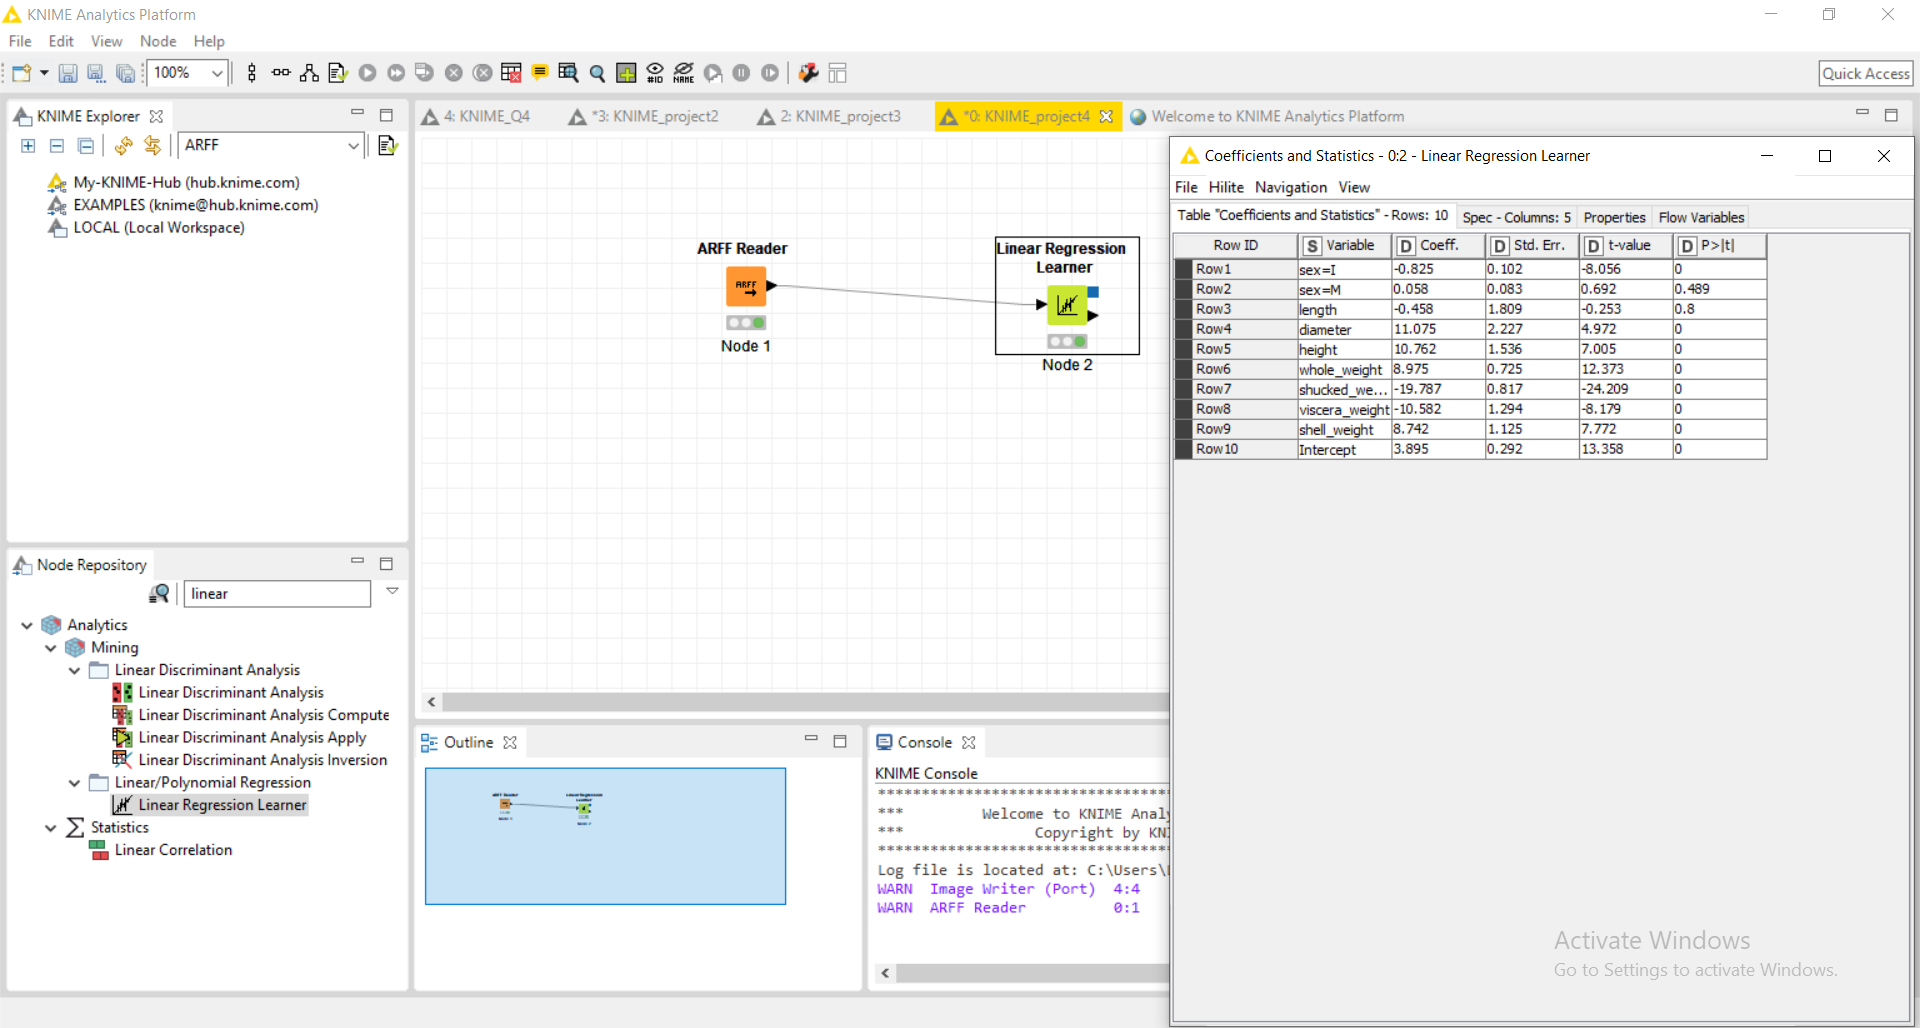 KNIME Analytics Platform
File Edit View Node Help
100%
Quick Access
KNIME Explorer
ARFF
My-KNIME-Hub (hub.knime.com)
EXAMPLES (knime@hub.knime.com)
LOCAL (Local Workspace)
4: KNIME_Q4
*3: KNIME_project2
2: KNIME_project3
*0: KNIME_project4
Welcome to KNIME Analytics Platform
ARFF Reader
ARFF
Node 1
Linear Regression
Learner
Node 2
Node Repository
linear
Analytics
Mining
Linear Discriminant Analysis
Linear Discriminant Analysis
Linear Discriminant Analysis Compute
Linear Discriminant Analysis Apply
Linear Discriminant Analysis Inversion
Linear/Polynomial Regression
Linear Regression Learner
Statistics
Linear Correlation
Outline
Console
KNIME Console
*** Welcome to KNIME Analy
*** Copyright by KNI
Log file is located at: C:\Users\
WARN Image Writer (Port) 4:4
WARN ARFF Reader 0:1
Coefficients and Statistics - 0:2 - Linear Regression Learner
File Hilite Navigation View
Table "Coefficients and Statistics" - Rows: 10 Spec - Columns: 5 Properties Flow Variables
Row ID S Variable D Coeff. D Std. Err. D t-value D P>|t|
Row1 sex=I -0.825 0.102 -8.056 0
Row2 sex=M 0.058 0.083 0.692 0.489
Row3 length -0.458 1.809 -0.253 0.8
Row4 diameter 11.075 2.227 4.972 0
Row5 height 10.762 1.536 7.005 0
Row6 whole_weight 8.975 0.725 12.373 0
Row7 shucked_we... -19.787 0.817 -24.209 0
Row8 viscera_weight -10.582 1.294 -8.179 0
Row9 shell_weight 8.742 1.125 7.772 0
Row10 Intercept 3.895 0.292 13.358 0
Activate Windows
Go to Settings to activate Windows.